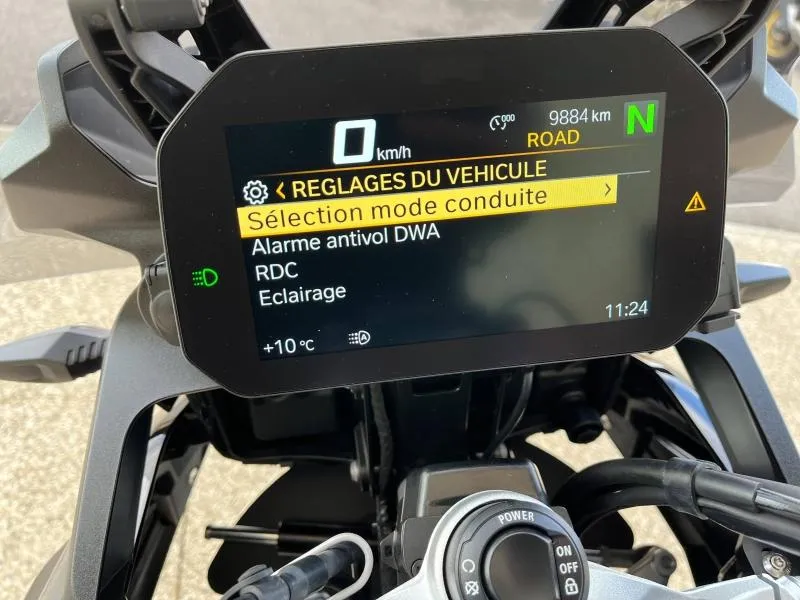 0 km/h
9884 km
N
ROAD
REGLAGES DU VEHICULE
Sélection mode conduite
Alarme antivol DWA
RDC
Eclairage
11:24
+10 °C
A
POWER
ON
OFF